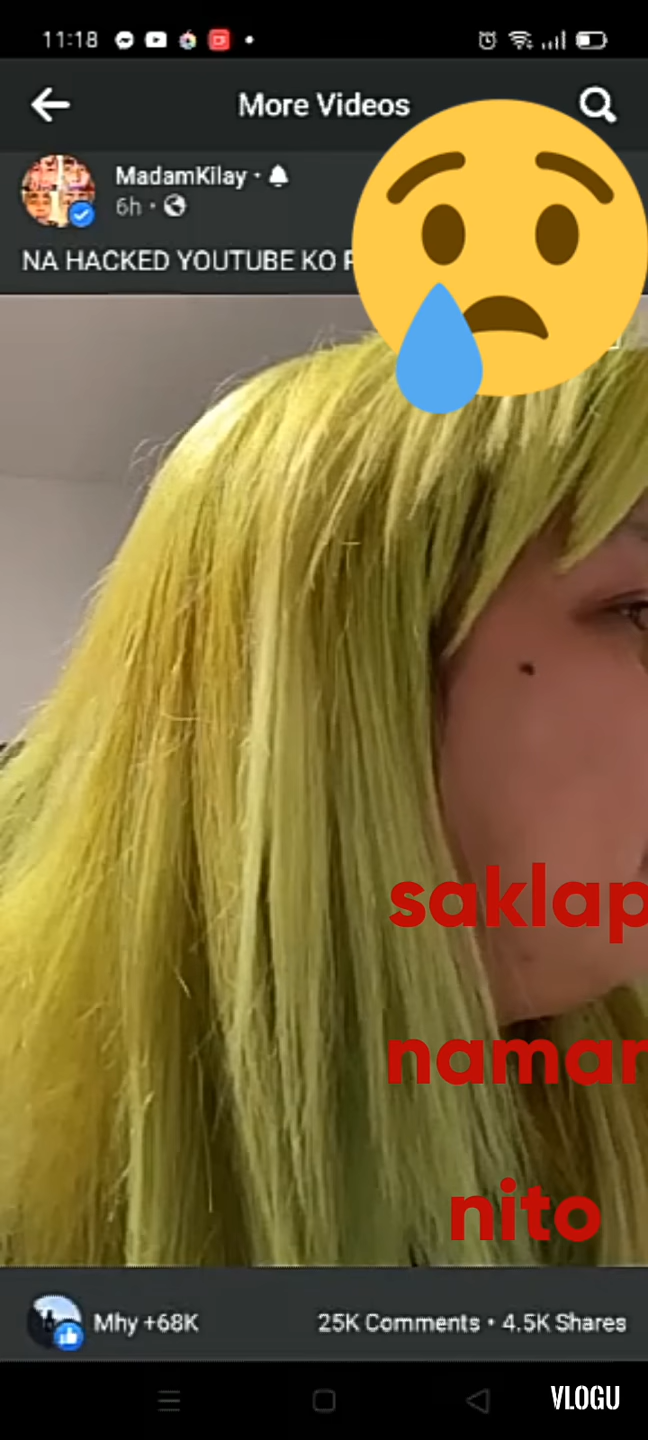 11:18
More Videos
MadamKilay
6h
NA HACKED YOUTUBE KO
saklap
naman
nito
Mhy +68K
25K Comments • 4.5K Shares
VLOGU